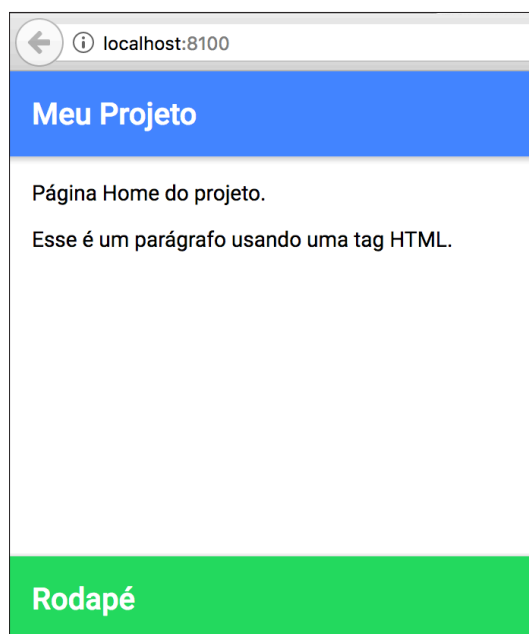 localhost:8100
Meu Projeto
Página Home do projeto.
Esse é um parágrafo usando uma tag HTML.
Rodapé